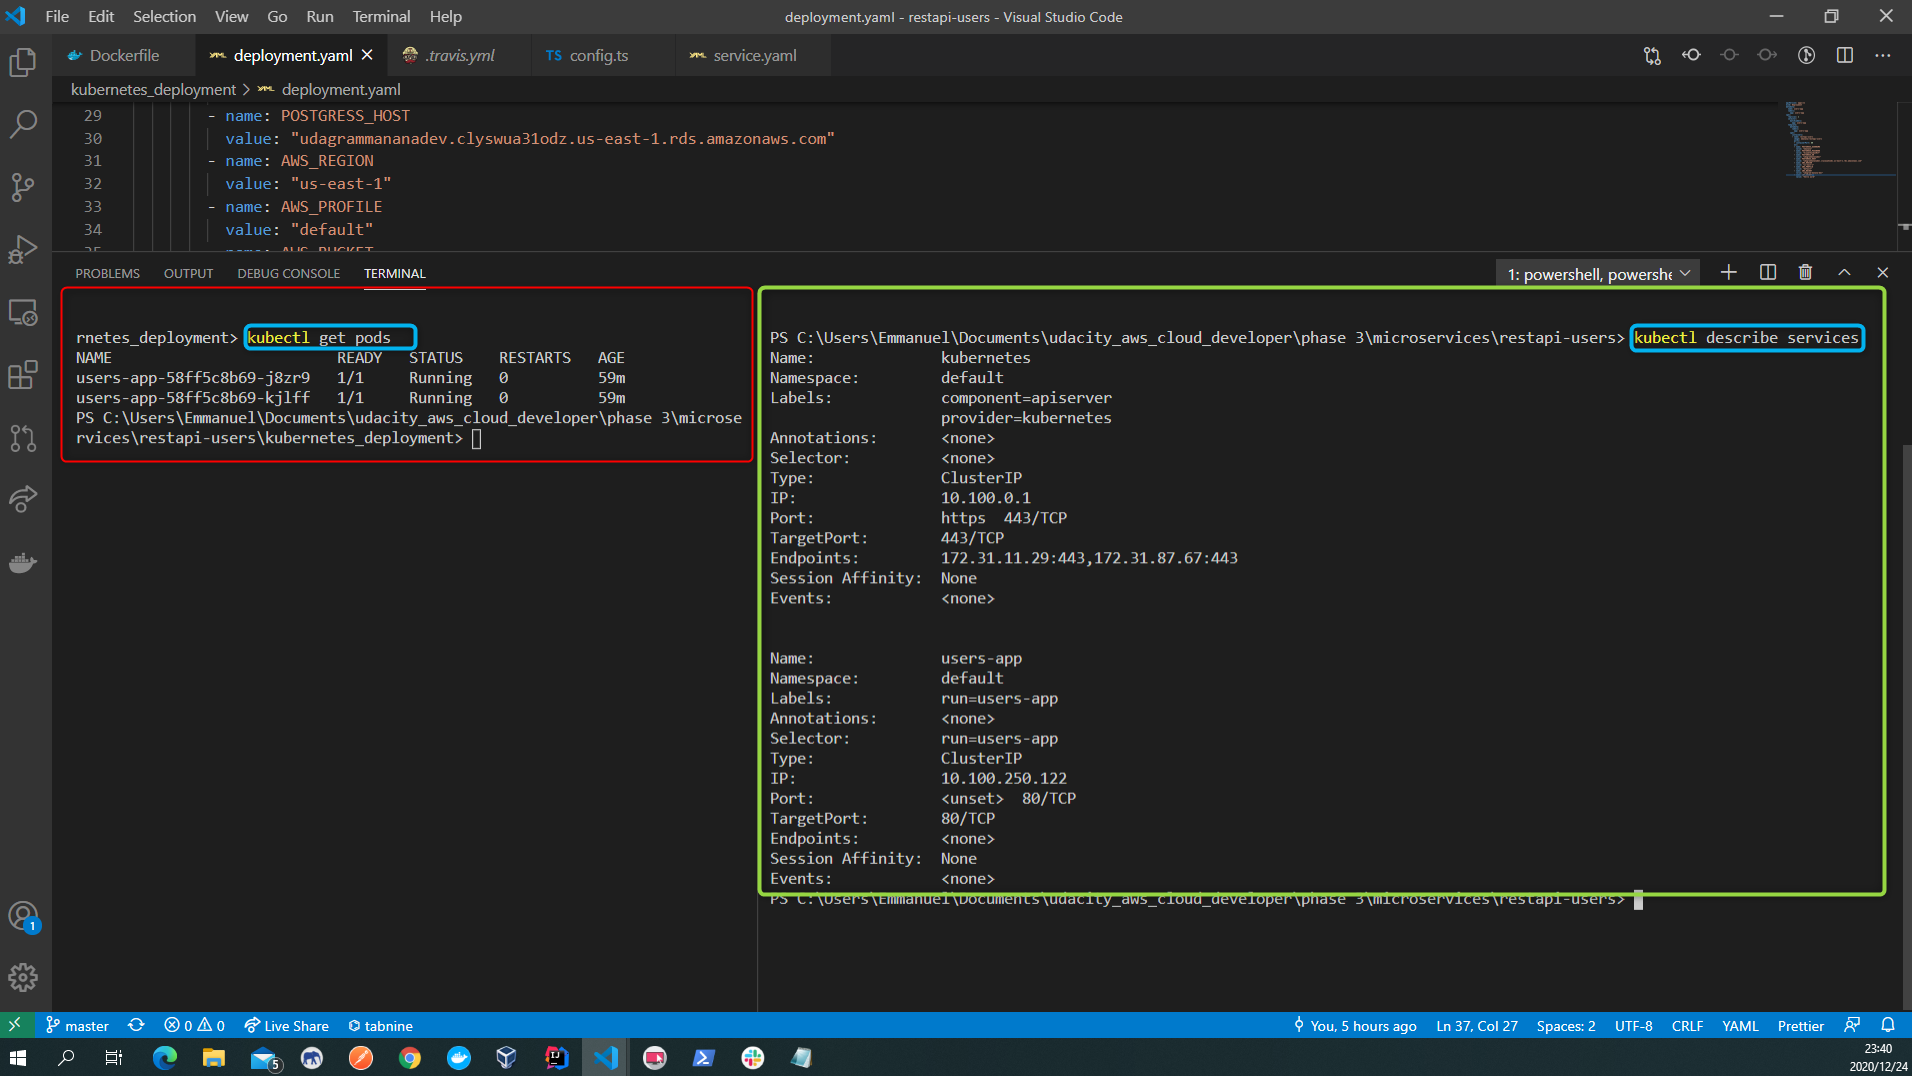 File Edit Selection View Go Run Terminal Help
deployment.yaml - restapi-users - Visual Studio Code
Dockerfile
deployment.yaml
.travis.yml
TS config.ts
service.yaml
kubernetes_deployment > deployment.yaml
29 - name: POSTGRESS_HOST
30 value: "udagrammananadev.clyswua31odz.us-east-1.rds.amazonaws.com"
31 - name: AWS_REGION
32 value: "us-east-1"
33 - name: AWS_PROFILE
34 value: "default"
35 - name: AWS_BUCKET
PROBLEMS OUTPUT DEBUG CONSOLE TERMINAL
1: powershell, powershe
rnetes_deployment> kubectl get pods
NAME READY STATUS RESTARTS AGE
users-app-58ff5c8b69-j8zr9 1/1 Running 0 59m
users-app-58ff5c8b69-kjlff 1/1 Running 0 59m
PS C:\Users\Emmanuel\Documents\udacity_aws_cloud_developer\phase 3\microse
rvices\restapi-users\kubernetes_deployment>
PS C:\Users\Emmanuel\Documents\udacity_aws_cloud_developer\phase 3\microservices\restapi-users> kubectl describe services
Name: kubernetes
Namespace: default
Labels: component=apiserver
provider=kubernetes
Annotations: <none>
Selector: <none>
Type: ClusterIP
IP: 10.100.0.1
Port: https 443/TCP
TargetPort: 443/TCP
Endpoints: 172.31.11.29:443,172.31.87.67:443
Session Affinity: None
Events: <none>
Name: users-app
Namespace: default
Labels: run=users-app
Annotations: <none>
Selector: run=users-app
Type: ClusterIP
IP: 10.100.250.122
Port: <unset> 80/TCP
TargetPort: 80/TCP
Endpoints: <none>
Session Affinity: None
Events: <none>
PS C:\Users\Emmanuel\Documents\udacity_aws_cloud_developer\phase 3\microservices\restapi-users>
1
master 0 0 Live Share tabnine
You, 5 hours ago Ln 37, Col 27 Spaces: 2 UTF-8 CRLF YAML Prettier
5
23:40
2020/12/24